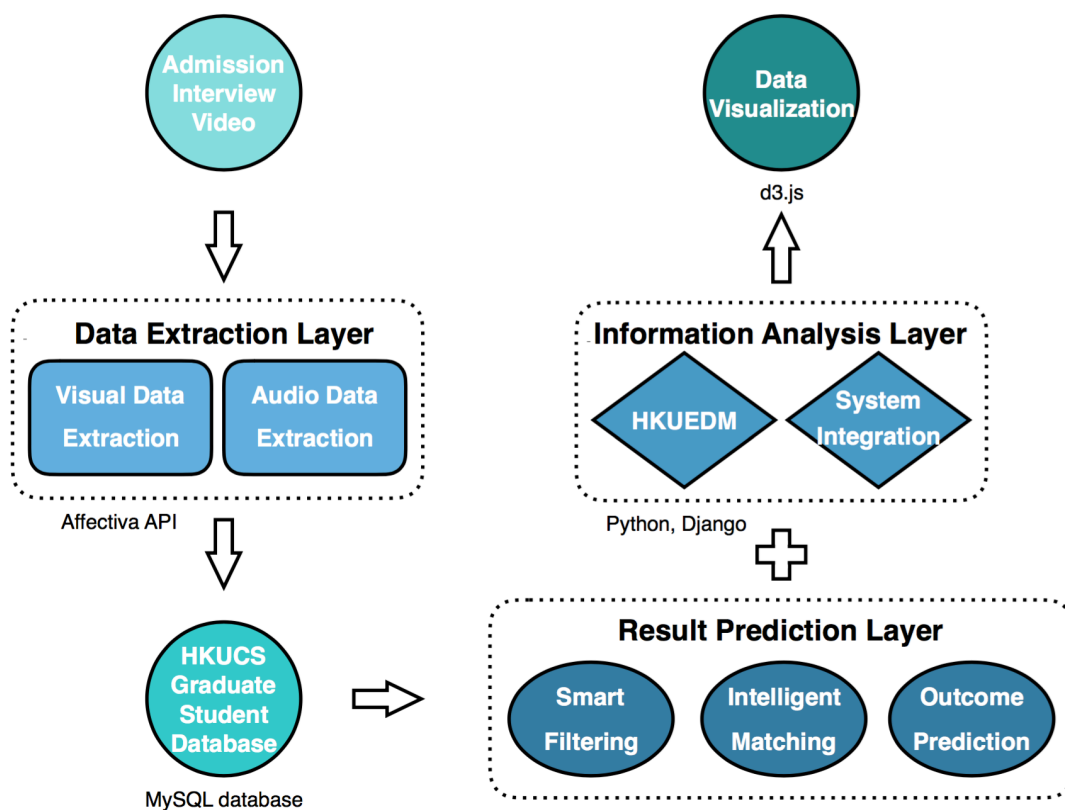 Admission
Interview
Video
Data
Visualization
d3.js
Data Extraction Layer
Visual Data
Extraction
Audio Data
Extraction
Affectiva API
Information Analysis Layer
HKUEDM
System
Integration
Python, Django
HKUCS
Graduate
Student
Database
MySQL database
Result Prediction Layer
Smart
Filtering
Intelligent
Matching
Outcome
Prediction